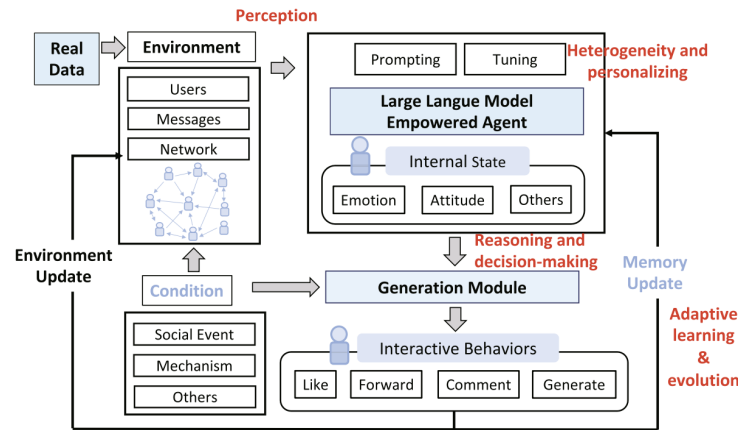 Perception
Real
Data
Environment
Users
Messages
Network
Prompting
Tuning
Heterogeneity and
personalizing
Large Langue Model
Empowered Agent
Internal State
Emotion
Attitude
Others
Environment
Update
Reasoning and
decision-making
Memory
Update
Condition
Generation Module
Social Event
Mechanism
Others
Interactive Behaviors
Like
Forward
Comment
Generate
Adaptive
learning
&
evolution